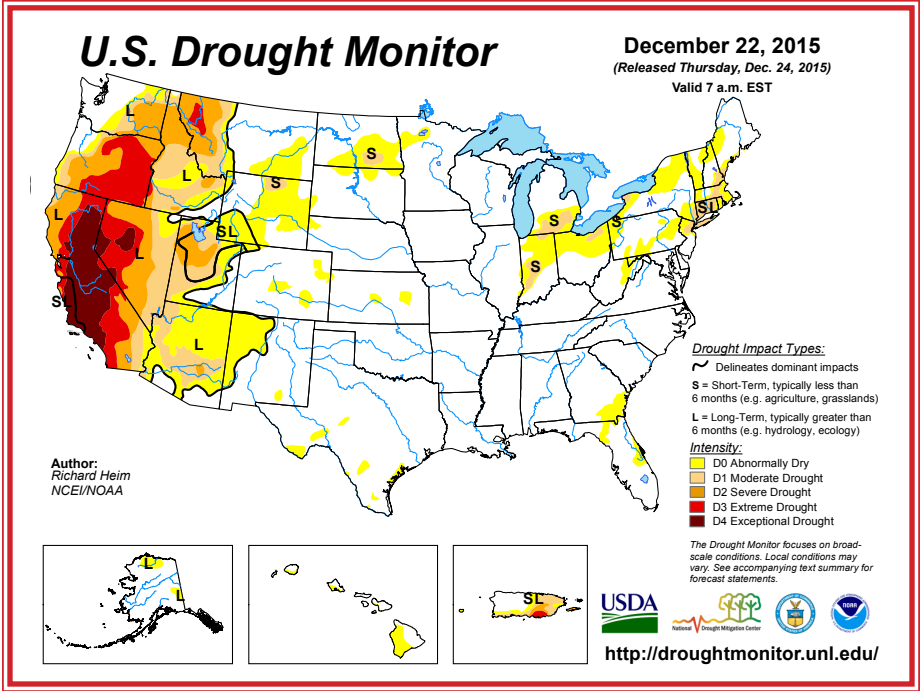 U.S. Drought Monitor
December 22, 2015
(Released Thursday, Dec. 24, 2015)
Valid 7 a.m. EST
L
L
S
S
L
SL
L
SL
L
S
S
S
SL
Drought Impact Types:
Delineates dominant impacts
S = Short-Term, typically less than
6 months (e.g. agriculture, grasslands)
L = Long-Term, typically greater than
6 months (e.g. hydrology, ecology)
Intensity:
D0 Abnormally Dry
D1 Moderate Drought
D2 Severe Drought
D3 Extreme Drought
D4 Exceptional Drought
Author:
Richard Heim
NCEI/NOAA
The Drought Monitor focuses on broad-
scale conditions. Local conditions may
vary. See accompanying text summary for
forecast statements.
L
L
SL
USDA
National Drought Mitigation Center
NOAA
http://droughtmonitor.unl.edu/